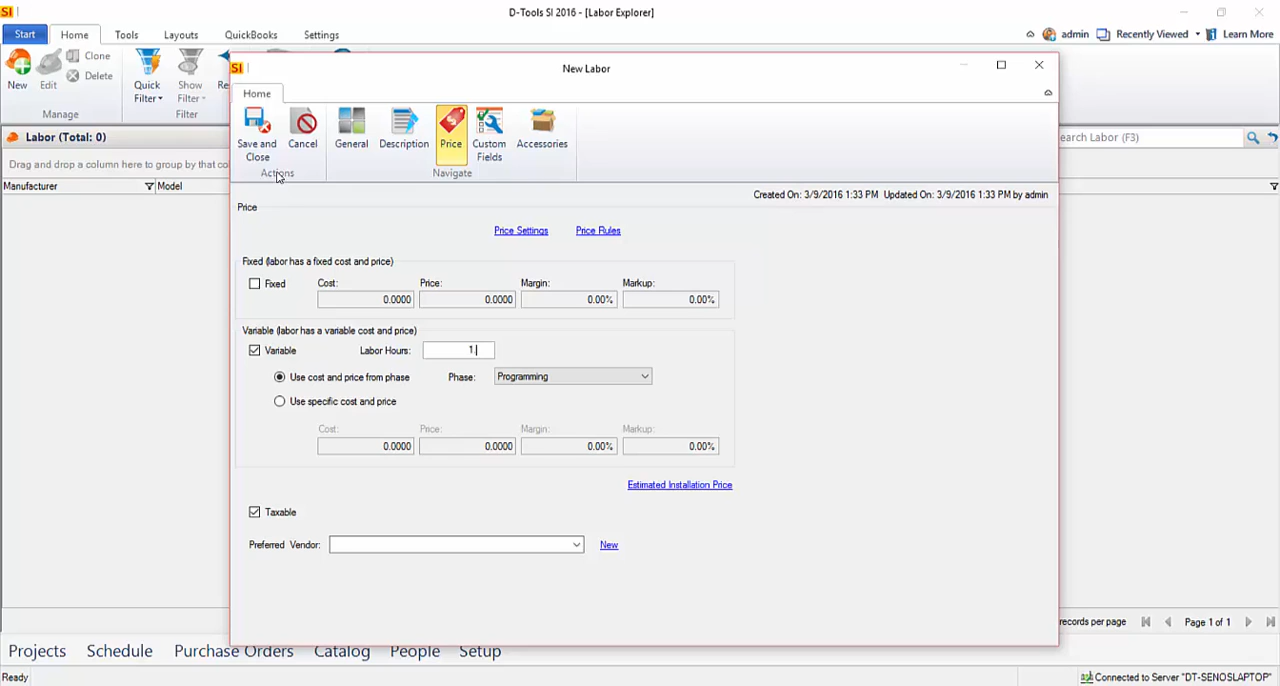 SI D-Tools SI 2016 - [Labor Explorer]
Start Home Tools Layouts QuickBooks Settings admin Recently Viewed Learn More
New Edit Clone Delete Quick Filter Show Filter
Manage Filter
Labor (Total: 0) earch Labor (F3)
Drag and drop a column here to group by that co
Manufacturer Model
SI New Labor
Home
Save and Close Cancel General Description Price Custom Fields Accessories
Actions Navigate
Created On: 3/9/2016 1:33 PM Updated On: 3/9/2016 1:33 PM by admin
Price
Price Settings Price Rules
Fixed (labor has a fixed cost and price)
Fixed Cost: Price: Margin: Markup:
0.0000 0.0000 0.00% 0.00%
Variable (labor has a variable cost and price)
Variable Labor Hours: 1
Use cost and price from phase Phase: Programming
Use specific cost and price
Cost: Price: Margin: Markup:
0.0000 0.0000 0.00% 0.00%
Estimated Installation Price
Taxable
Preferred Vendor: New
ecords per page Page 1 of 1
Projects Schedule Purchase Orders Catalog People Setup
Ready Connected to Server "DT-SENOSLAPTOP"